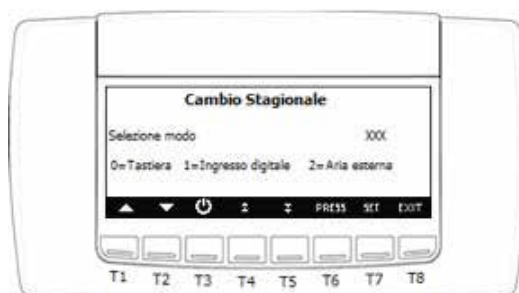 Cambio Stagionale
Selezione modo XXX
0=Tastiera 1=Ingresso digitale 2=Aria esterna
PRESS SET EXIT
T1 T2 T3 T4 T5 T6 T7 T8